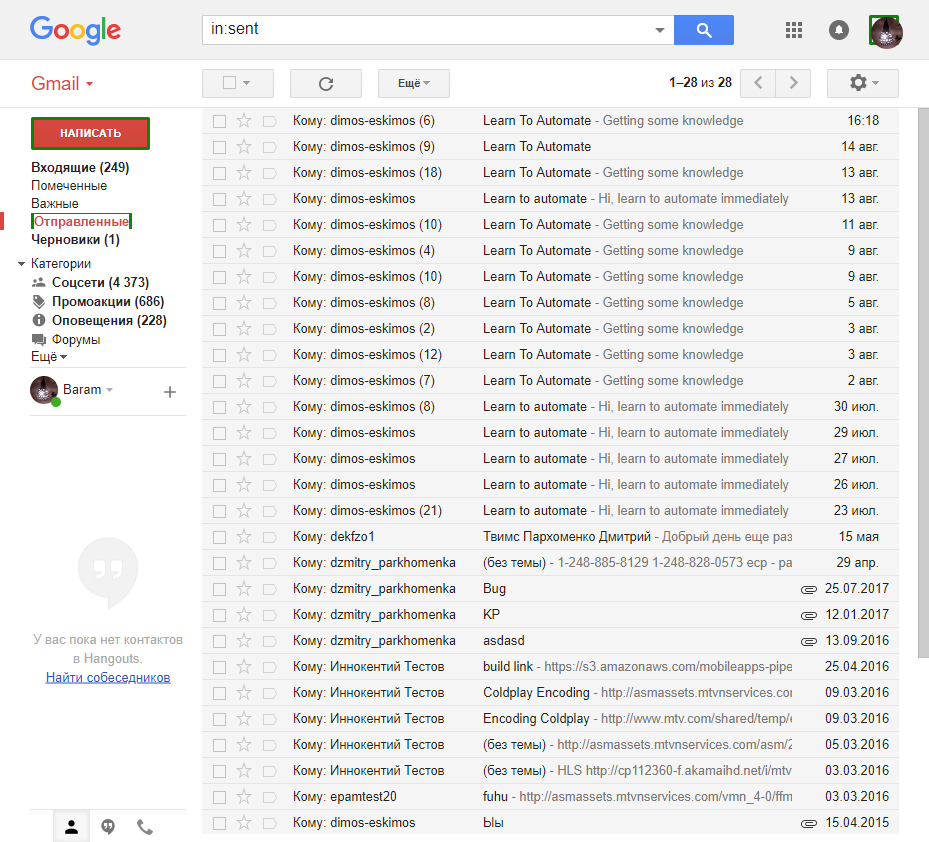 Google
in:sent
Gmail
Ещё
1–28 из 28
НАПИСАТЬ
Входящие (249)
Помеченные
Важные
Отправленные
Черновики (1)
Категории
Соцсети (4 373)
Промоакции (686)
Оповещения (228)
Форумы
Ещё
Baram
У вас пока нет контактов
в Hangouts.
Найти собеседников
Кому: dimos-eskimos (6) Learn To Automate - Getting some knowledge 16:18
Кому: dimos-eskimos (9) Learn To Automate 14 авг.
Кому: dimos-eskimos (18) Learn To Automate - Getting some knowledge 13 авг.
Кому: dimos-eskimos Learn to automate - Hi, learn to automate immediately 13 авг.
Кому: dimos-eskimos (10) Learn To Automate - Getting some knowledge 11 авг.
Кому: dimos-eskimos (4) Learn To Automate - Getting some knowledge 9 авг.
Кому: dimos-eskimos (10) Learn To Automate - Getting some knowledge 9 авг.
Кому: dimos-eskimos (8) Learn To Automate - Getting some knowledge 5 авг.
Кому: dimos-eskimos (2) Learn To Automate - Getting some knowledge 3 авг.
Кому: dimos-eskimos (12) Learn To Automate - Getting some knowledge 3 авг.
Кому: dimos-eskimos (7) Learn To Automate - Getting some knowledge 2 авг.
Кому: dimos-eskimos (8) Learn to automate - Hi, learn to automate immediately 30 июл.
Кому: dimos-eskimos Learn to automate - Hi, learn to automate immediately 29 июл.
Кому: dimos-eskimos Learn to automate - Hi, learn to automate immediately 27 июл.
Кому: dimos-eskimos Learn to automate - Hi, learn to automate immediately 26 июл.
Кому: dimos-eskimos (21) Learn to automate - Hi, learn to automate immediately 23 июл.
Кому: dekfzo1 Твимс Пархоменко Дмитрий - Добрый день еще раз 15 мая
Кому: dzmitry_parkhomenka (без темы) - 1-248-885-8129 1-248-828-0573 еср - ра 29 апр.
Кому: dzmitry_parkhomenka Bug 25.07.2017
Кому: dzmitry_parkhomenka KP 12.01.2017
Кому: dzmitry_parkhomenka asdasd 13.09.2016
Кому: Иннокентий Тестов build link - https://s3.amazonaws.com/mobileapps-pipe 25.04.2016
Кому: Иннокентий Тестов Coldplay Encoding - http://asmassets.mtvnservices.co 09.03.2016
Кому: Иннокентий Тестов Encoding Coldplay - http://www.mtv.com/shared/temp/e 09.03.2016
Кому: Иннокентий Тестов (без темы) - http://asmassets.mtvnservices.com/asm/2 05.03.2016
Кому: Иннокентий Тестов (без темы) - HLS http://cp112360-f.akamaihd.net/i/mtv 03.03.2016
Кому: epamtest20 fuhu - http://asmassets.mtvnservices.com/vmn_4-0/ffm 03.03.2016
Кому: dimos-eskimos Ыы 15.04.2015